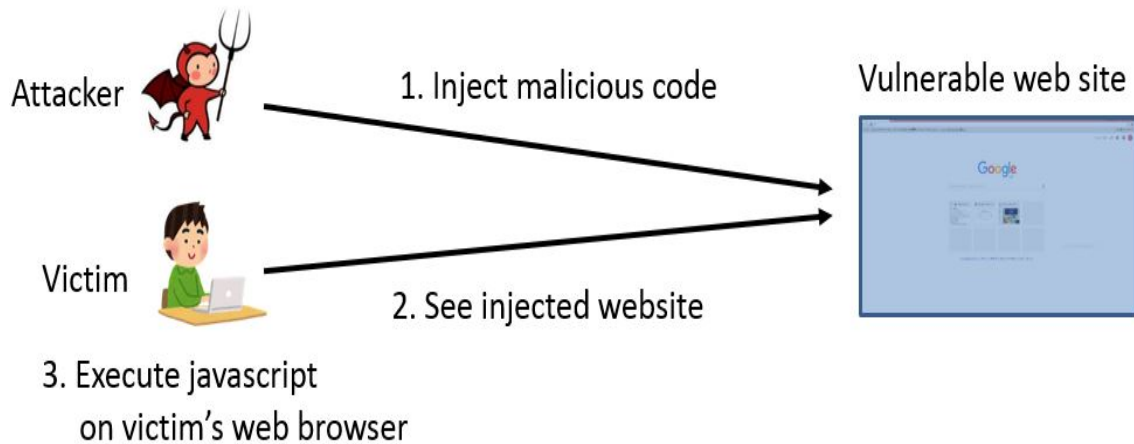 Attacker
1. Inject malicious code
Vulnerable web site
Google
Victim
2. See injected website
3. Execute javascript
on victim's web browser